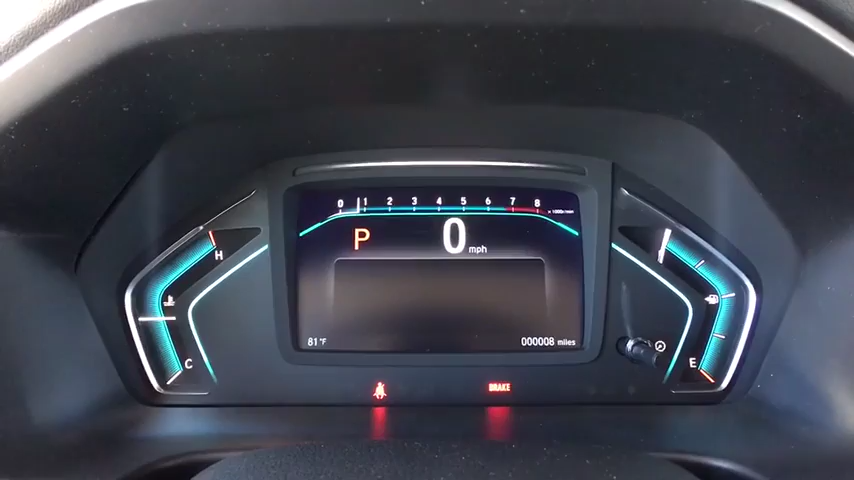 0 1 2 3 4 5 6 7 8
x 1000r/min
P 0 mph
H
C
E
81 °F
000008 miles
BRAKE